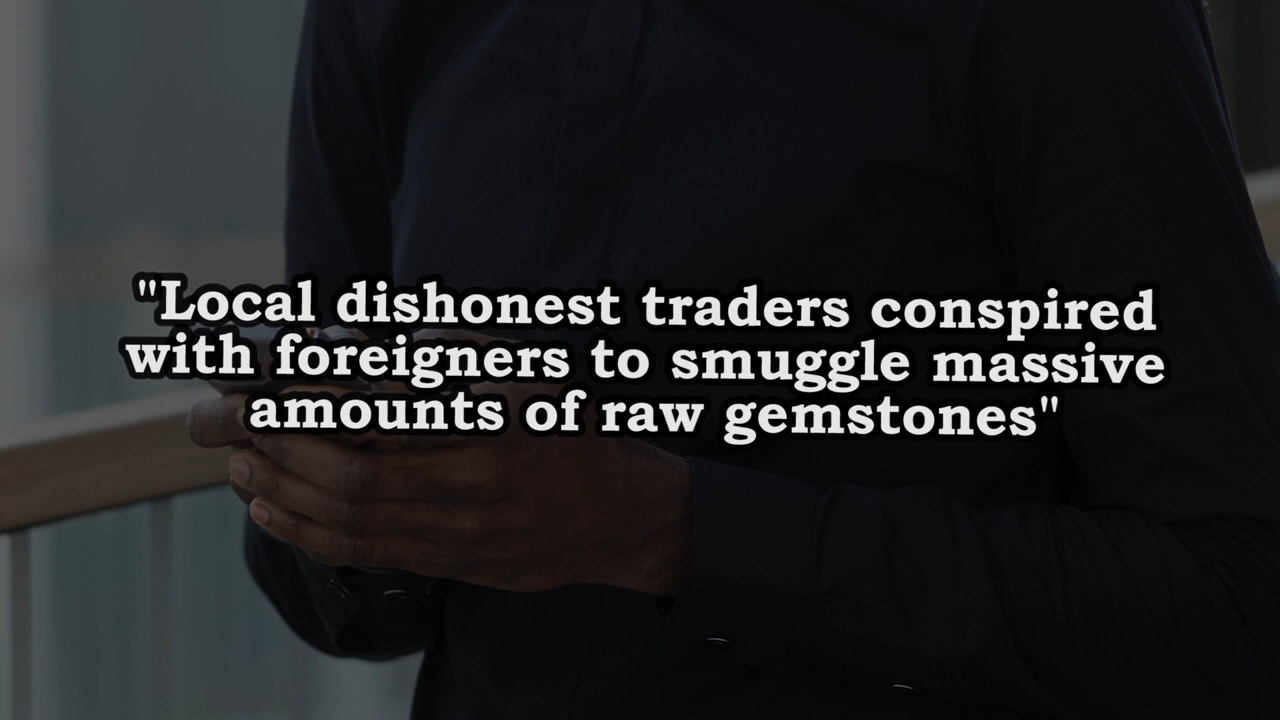 "Local dishonest traders conspired
with foreigners to smuggle massive
amounts of raw gemstones"